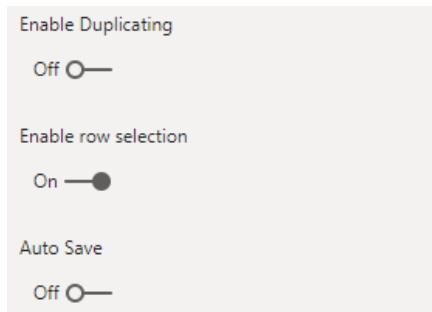 Enable Duplicating
Off
Enable row selection
On
Auto Save
Off